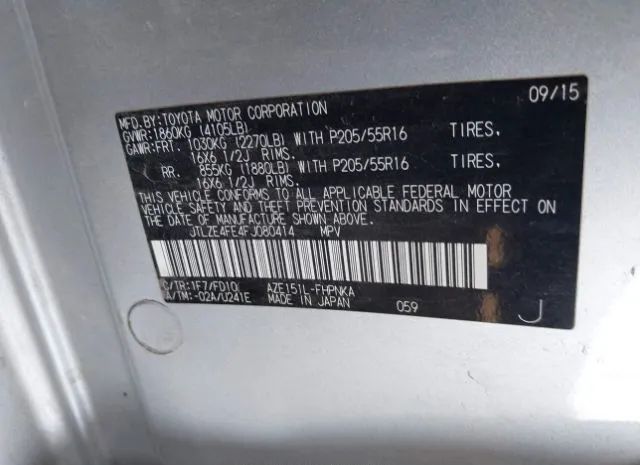 MFD.BY:TOYOTA MOTOR CORPORATION 09/15
GVWR:1860KG (4105LB)
GAWR:FRT. 1030KG (2270LB) WITH P205/55R16 TIRES,
16X6 1/2J RIMS.
RR. 855KG (1880LB) WITH P205/55R16 TIRES,
16X6 1/2J RIMS.
THIS VEHICLE CONFORMS TO ALL APPLICABLE FEDERAL MOTOR
VEHICLE SAFETY AND THEFT PREVENTION STANDARDS IN EFFECT ON
THE DATE OF MANUFACTURE SHOWN ABOVE.
JTLZE4FE4FJ080414 MPV
C/TR:1F7/FD10 AZE151L-FHPNKA
A/TM:-02A/U241E MADE IN JAPAN 059
J